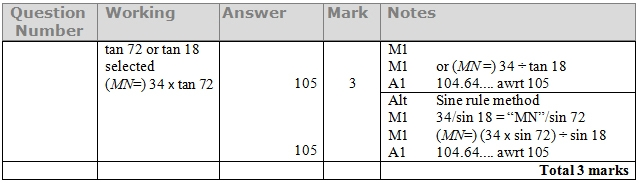 Question Number Working Answer Mark Notes
tan 72 or tan 18 M1
selected M1 or (MN=) 34 ÷ tan 18
(MN=) 34 x tan 72 105 3 A1 104.64.... awrt 105
Alt Sine rule method
M1 34/sin 18 = “MN”/sin 72
M1 (MN=) (34 x sin 72) ÷ sin 18
105 A1 104.64.... awrt 105
Total 3 marks